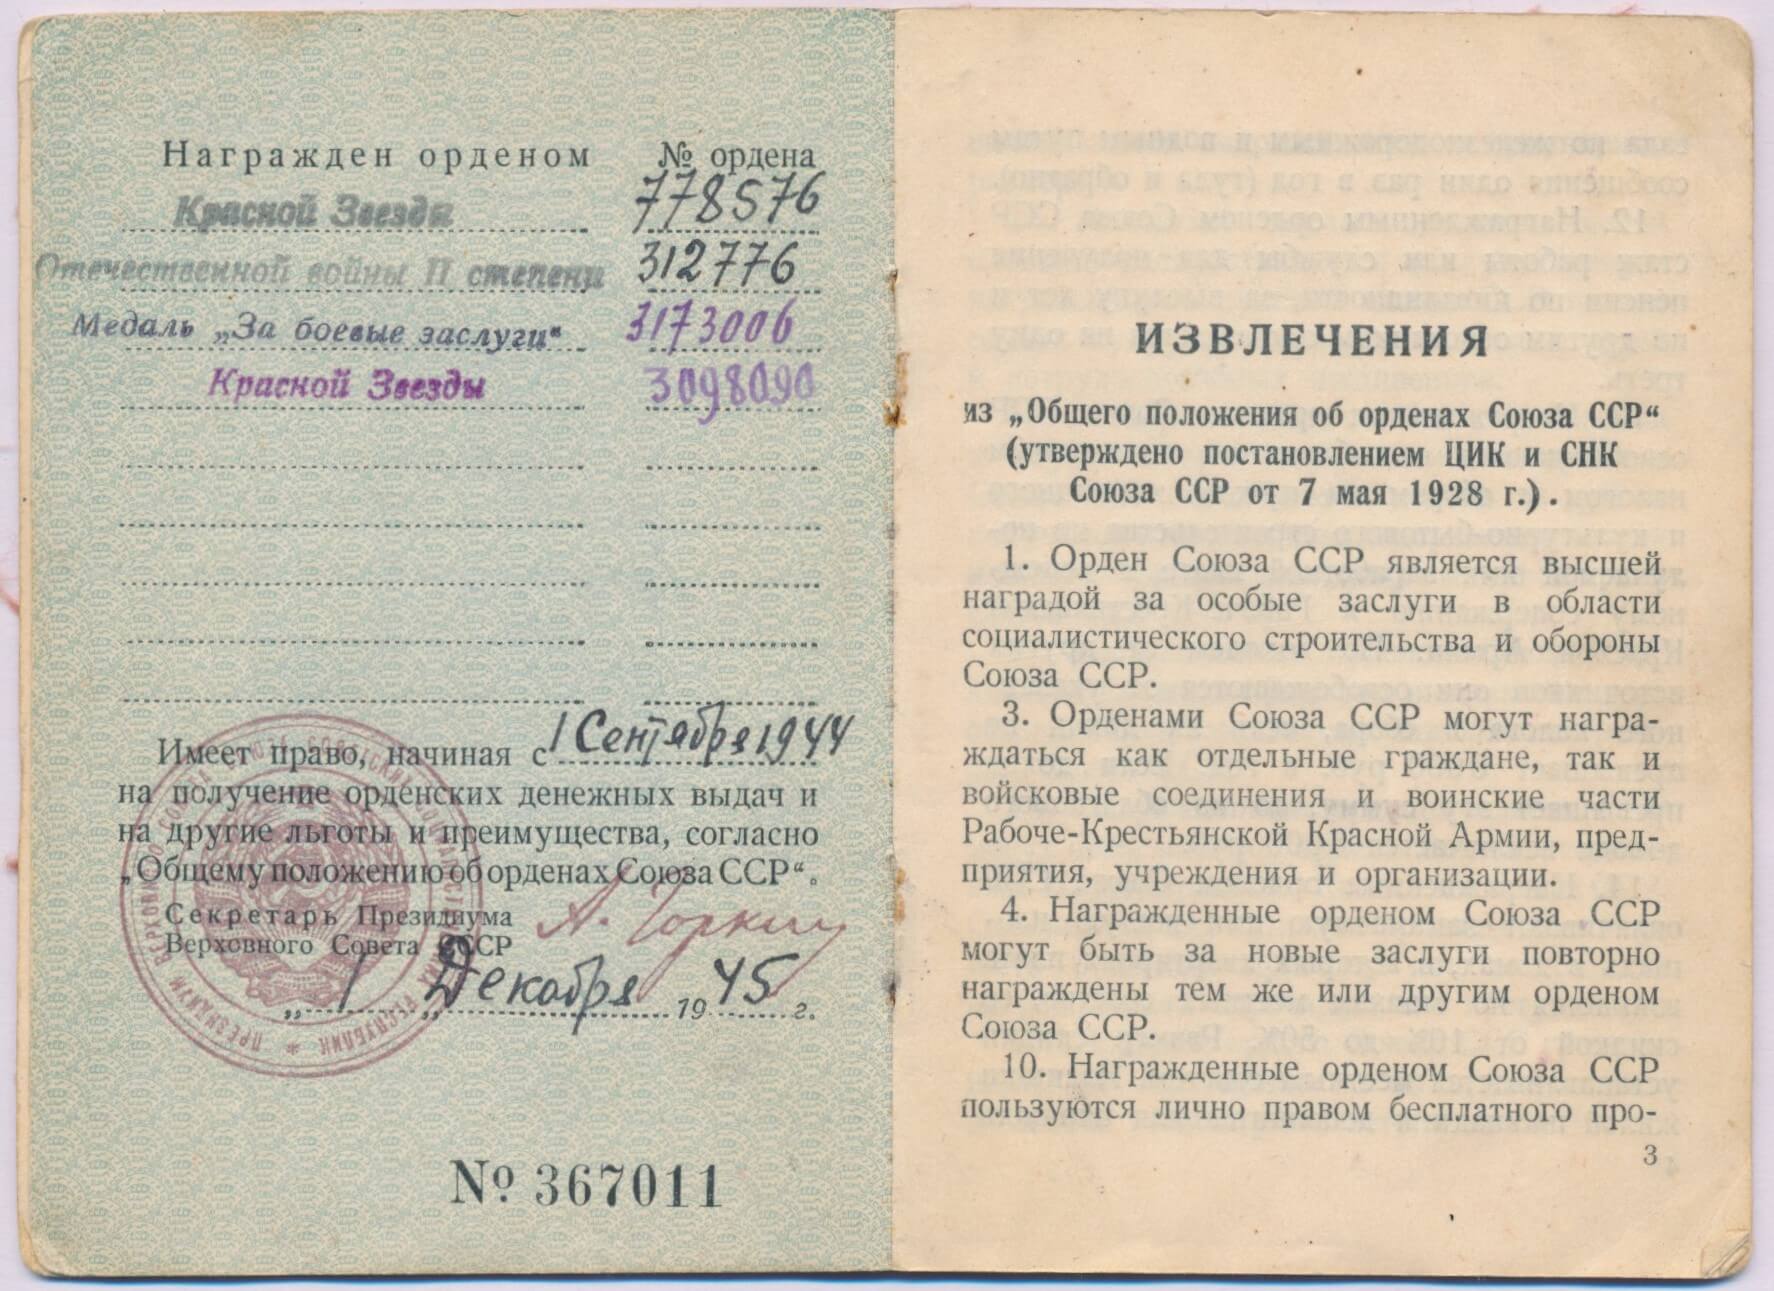 Награжден орденом № ордена
Красной Звезды 778576
Отечественной войны II степени 312776
Медаль „За боевые заслуги“ 3173006
Красной Звезды 3098090
Имеет право, начиная с 1 Сентября 1944
на получение орденских денежных выдач и
на другие льготы и преимущества, согласно
„Общему положению об орденах Союза ССР“.
Секретарь Президиума
Верховного Совета СССР
А. Горкин
„ 1 „ Декабря 1945 г.
№ 367011
ИЗВЛЕЧЕНИЯ
из „Общего положения об орденах Союза ССР“
(утверждено постановлением ЦИК и СНК
Союза ССР от 7 мая 1928 г.).
1. Орден Союза ССР является высшей
наградой за особые заслуги в области
социалистического строительства и обороны
Союза ССР.
3. Орденами Союза ССР могут награ-
ждаться как отдельные граждане, так и
войсковые соединения и воинские части
Рабоче-Крестьянской Красной Армии, пред-
приятия, учреждения и организации.
4. Награжденные орденом Союза ССР
могут быть за новые заслуги повторно
награждены тем же или другим орденом
Союза ССР.
10. Награжденные орденом Союза ССР
пользуются лично правом бесплатного про-
3